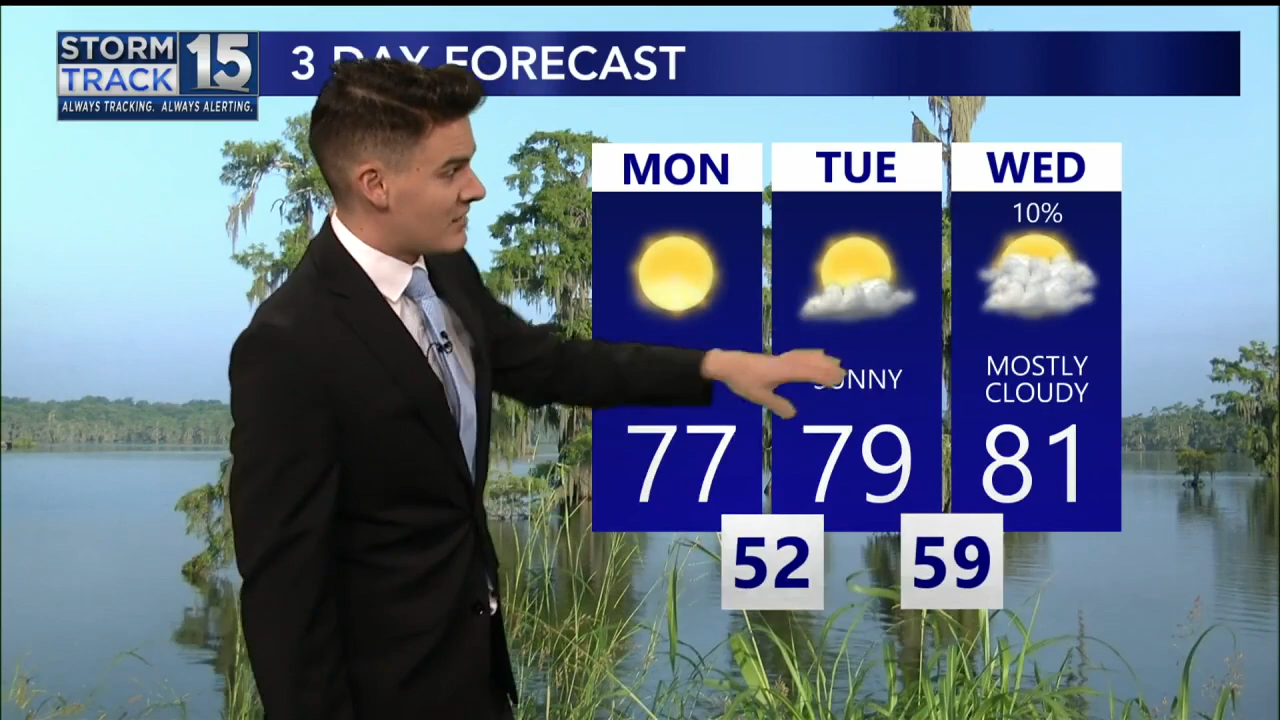 STORM
TRACK
15
ALWAYS TRACKING. ALWAYS ALERTING.
3 DAY FORECAST
MON
TUE
WED
10%
SUNNY
MOSTLY
CLOUDY
77
79
81
52
59